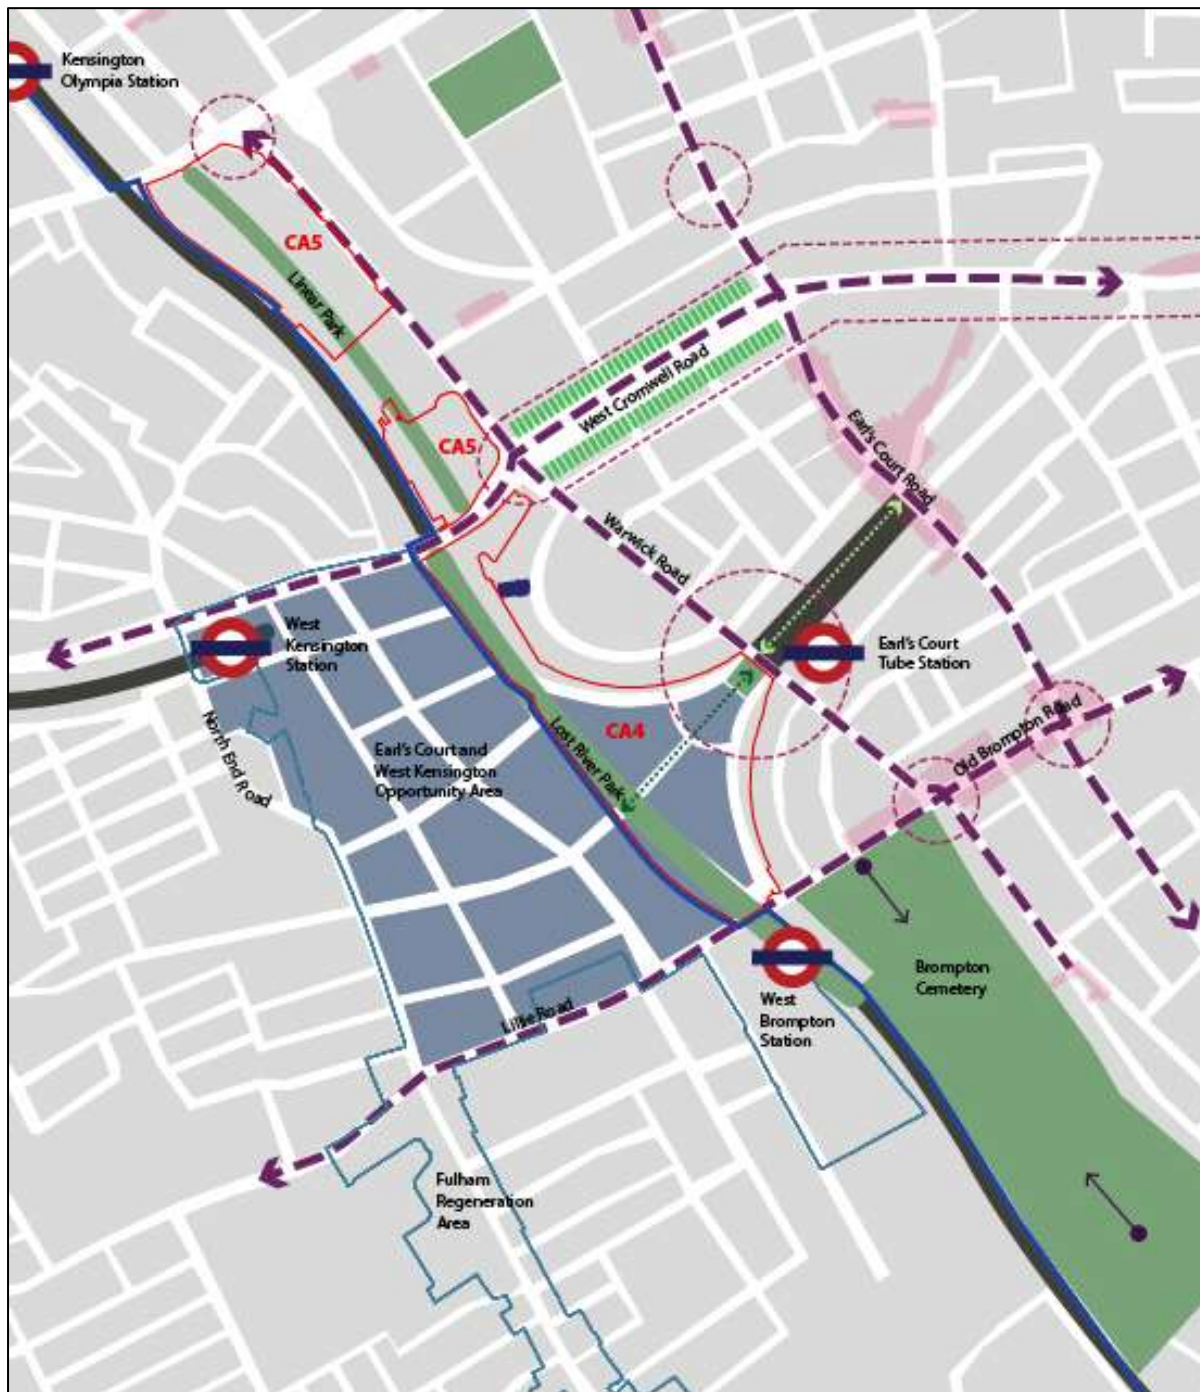 Kensington
Olympia Station
CA5
Linear Park
CA5
West Cromwell Road
Earl's Court Road
Warwick Road
West
Kensington
Station
Earl's Court
Tube Station
North End Road
Earl's Court and
West Kensington
Opportunity Area
Lost River Park
CA4
Old Brompton Road
Brompton
Cemetery
Lillie Road
West
Brompton
Station
Fulham
Regeneration
Area